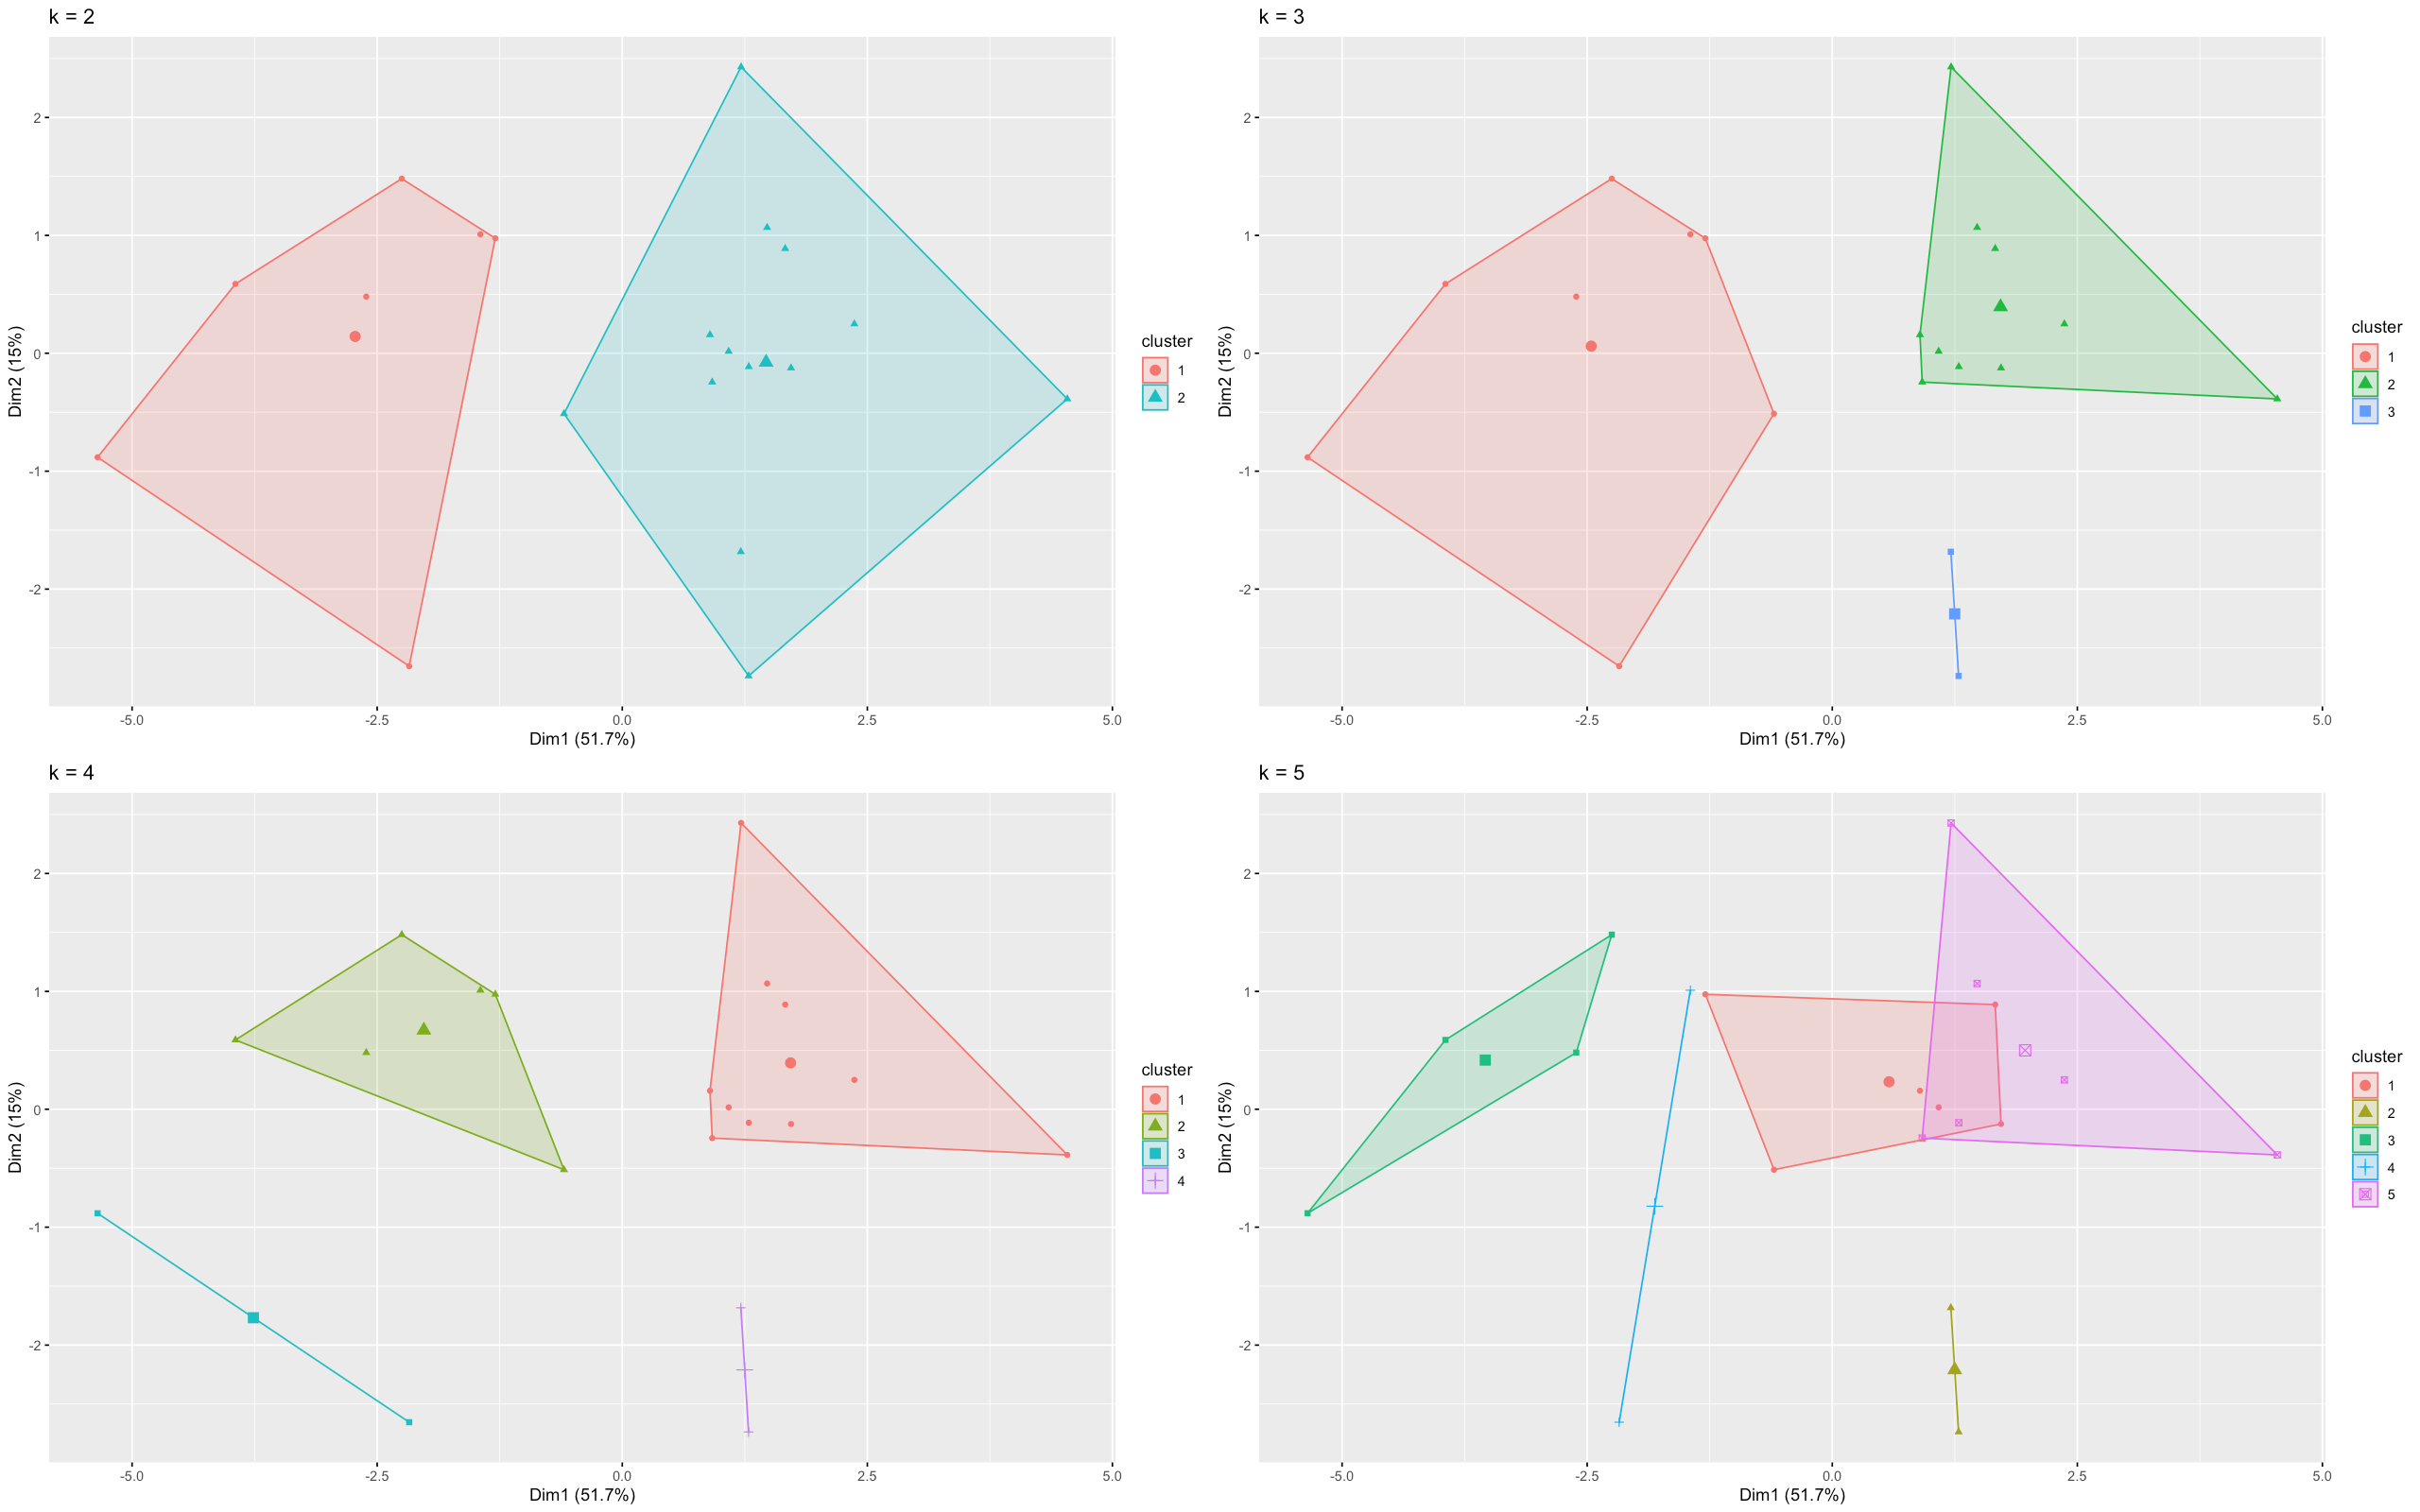 k = 2
2
1
0
-1
-2
Dim2 (15%)
-5.0 -2.5 0.0 2.5 5.0
Dim1 (51.7%)
cluster
1
2
k = 3
2
1
0
-1
-2
Dim2 (15%)
-5.0 -2.5 0.0 2.5 5.0
Dim1 (51.7%)
cluster
1
2
3
k = 4
2
1
0
-1
-2
Dim2 (15%)
-5.0 -2.5 0.0 2.5 5.0
Dim1 (51.7%)
cluster
1
2
3
4
k = 5
2
1
0
-1
-2
Dim2 (15%)
-5.0 -2.5 0.0 2.5 5.0
Dim1 (51.7%)
cluster
1
2
3
4
5